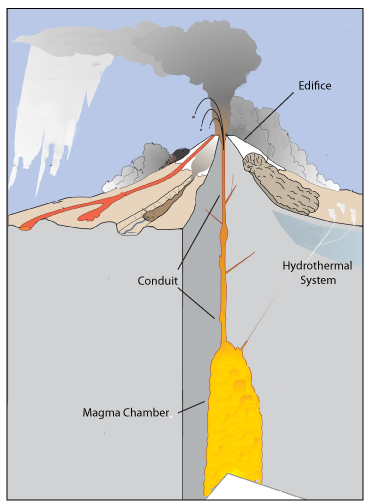 Edifice
Hydrothermal
System
Conduit
Magma Chamber